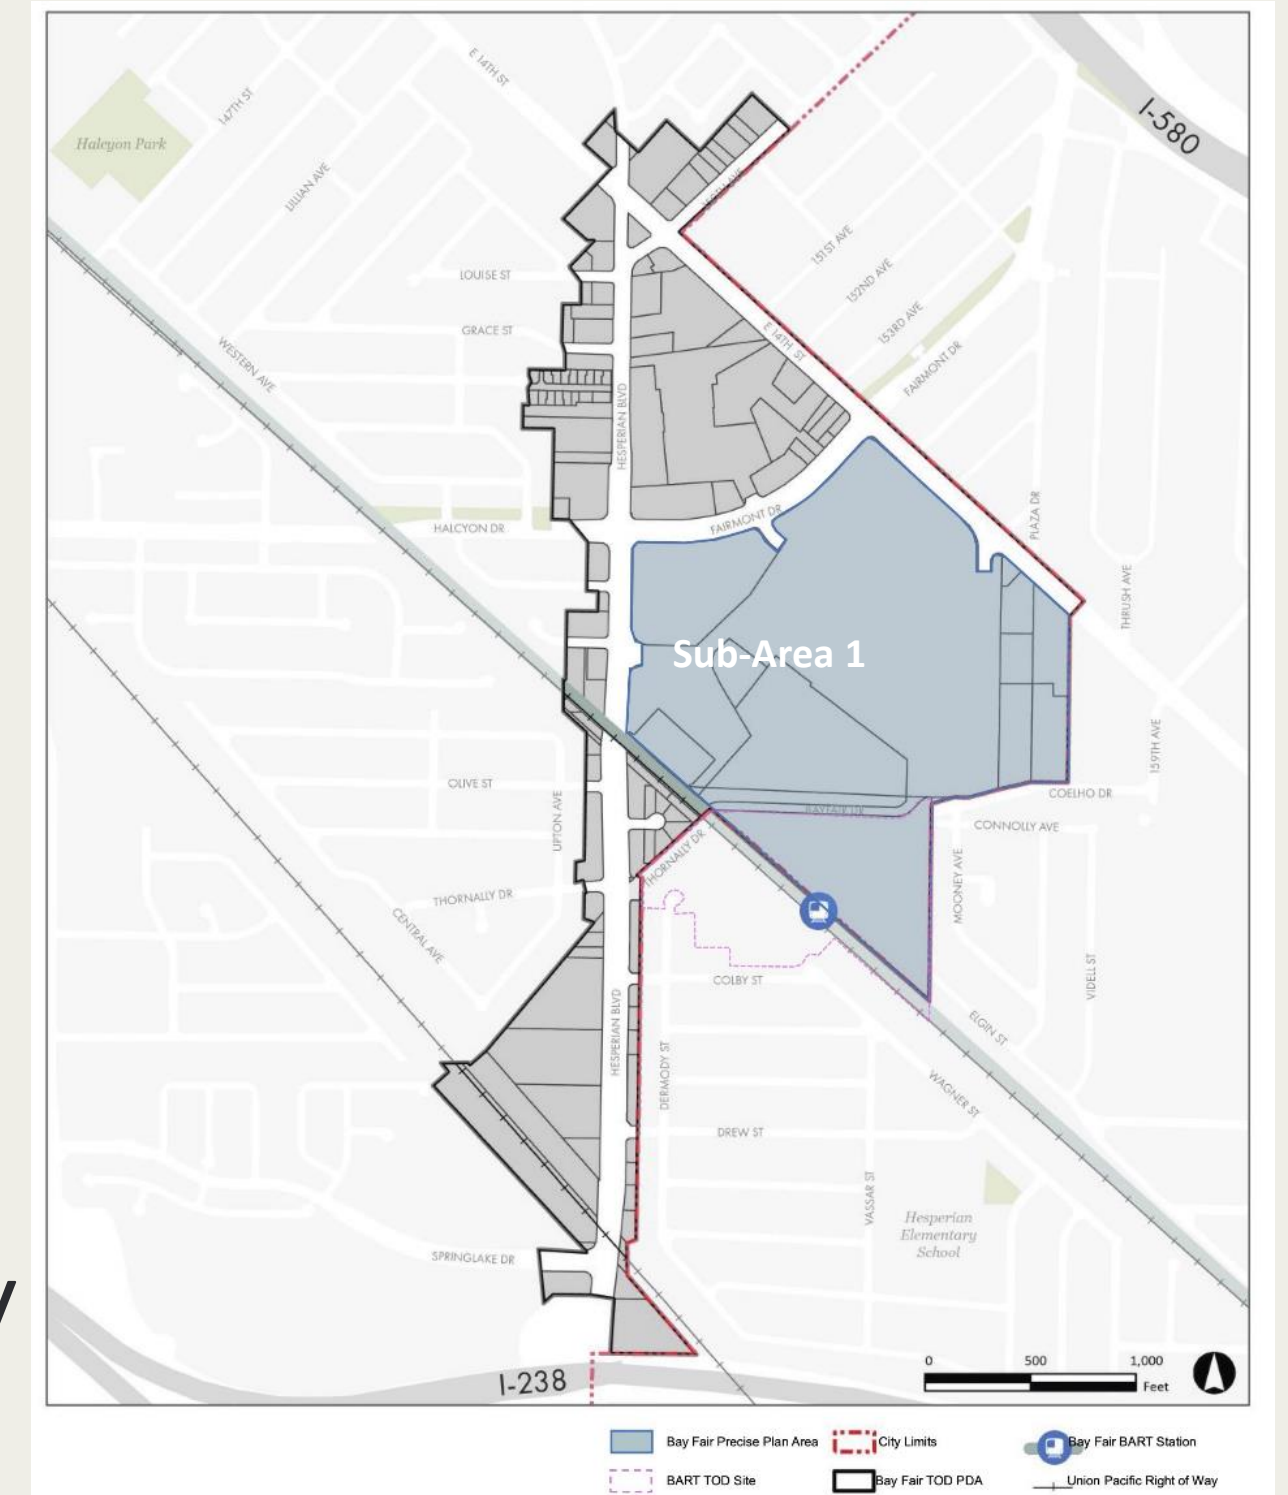 E 14TH ST
I-580
147TH ST
Halcyon Park
LILLIAN AVE
150TH AVE
151ST AVE
152ND AVE
153RD AVE
LOUISE ST
GRACE ST
E 14TH ST
WESTERN AVE
FAIRMONT DR
HESPERIAN BLVD
HALCYON DR
FAIRMONT DR
PLAZA DR
THRUSH AVE
Sub-Area 1
159TH AVE
OLIVE ST
UPTON AVE
COELHO DR
BAYFAIR DR
CONNOLLY AVE
THORNALLY DR
MOONEY AVE
THORNALLY DR
CENTRAL AVE
COLBY ST
VIDELL ST
HESPERIAN BLVD
ELGIN ST
DERMODY ST
WAGNER ST
DREW ST
VASSAR ST
Hesperian
Elementary
School
SPRINGLAKE DR
y
I-238
0 500 1,000
Feet
Bay Fair Precise Plan Area
City Limits
Bay Fair BART Station
BART TOD Site
Bay Fair TOD PDA
Union Pacific Right of Way